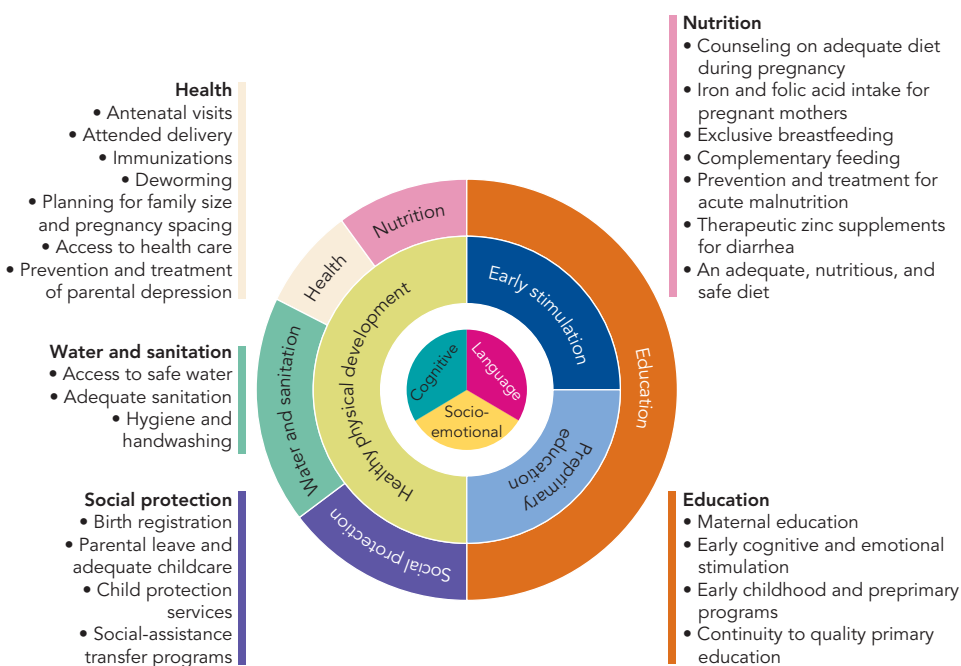 Nutrition
• Counseling on adequate diet
during pregnancy
• Iron and folic acid intake for
pregnant mothers
• Exclusive breastfeeding
• Complementary feeding
• Prevention and treatment for
acute malnutrition
• Therapeutic zinc supplements
for diarrhea
• An adequate, nutritious, and
safe diet
Health
• Antenatal visits
• Attended delivery
• Immunizations
• Deworming
• Planning for family size
and pregnancy spacing
• Access to health care
• Prevention and treatment
of parental depression
Water and sanitation
• Access to safe water
• Adequate sanitation
• Hygiene and
handwashing
Social protection
• Birth registration
• Parental leave and
adequate childcare
• Child protection
services
• Social-assistance
transfer programs
Nutrition
Health
Water and sanitation
Social protection
Education
Healthy physical development
Early stimulation
Preprimary
education
Cognitive
Language
Socio-
emotional
Education
• Maternal education
• Early cognitive and emotional
stimulation
• Early childhood and preprimary
programs
• Continuity to quality primary
education